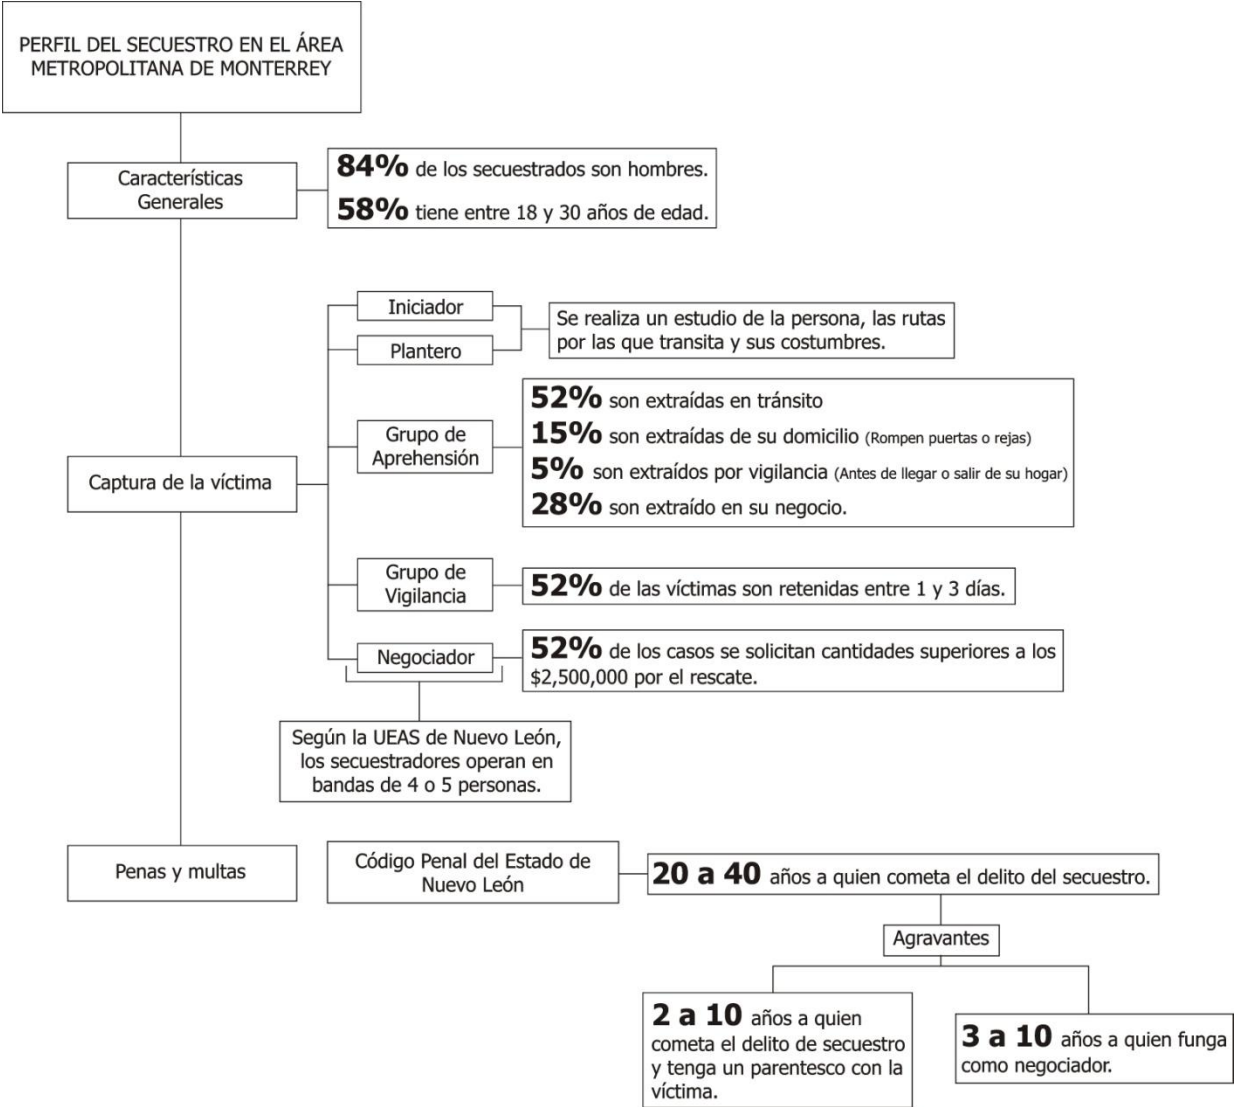 PERFIL DEL SECUESTRO EN EL ÁREA
METROPOLITANA DE MONTERREY
Características
Generales
84% de los secuestrados son hombres.
58% tiene entre 18 y 30 años de edad.
Captura de la víctima
Iniciador
Plantero
Se realiza un estudio de la persona, las rutas
por las que transita y sus costumbres.
Grupo de
Aprehensión
52% son extraídas en tránsito
15% son extraídas de su domicilio (Rompen puertas o rejas)
5% son extraídos por vigilancia (Antes de llegar o salir de su hogar)
28% son extraído en su negocio.
Grupo de
Vigilancia
52% de las víctimas son retenidas entre 1 y 3 días.
Negociador
52% de los casos se solicitan cantidades superiores a los
$2,500,000 por el rescate.
Según la UEAS de Nuevo León,
los secuestradores operan en
bandas de 4 o 5 personas.
Penas y multas
Código Penal del Estado de
Nuevo León
20 a 40 años a quien cometa el delito del secuestro.
Agravantes
2 a 10 años a quien
cometa el delito de secuestro
y tenga un parentesco con la
víctima.
3 a 10 años a quien funga
como negociador.